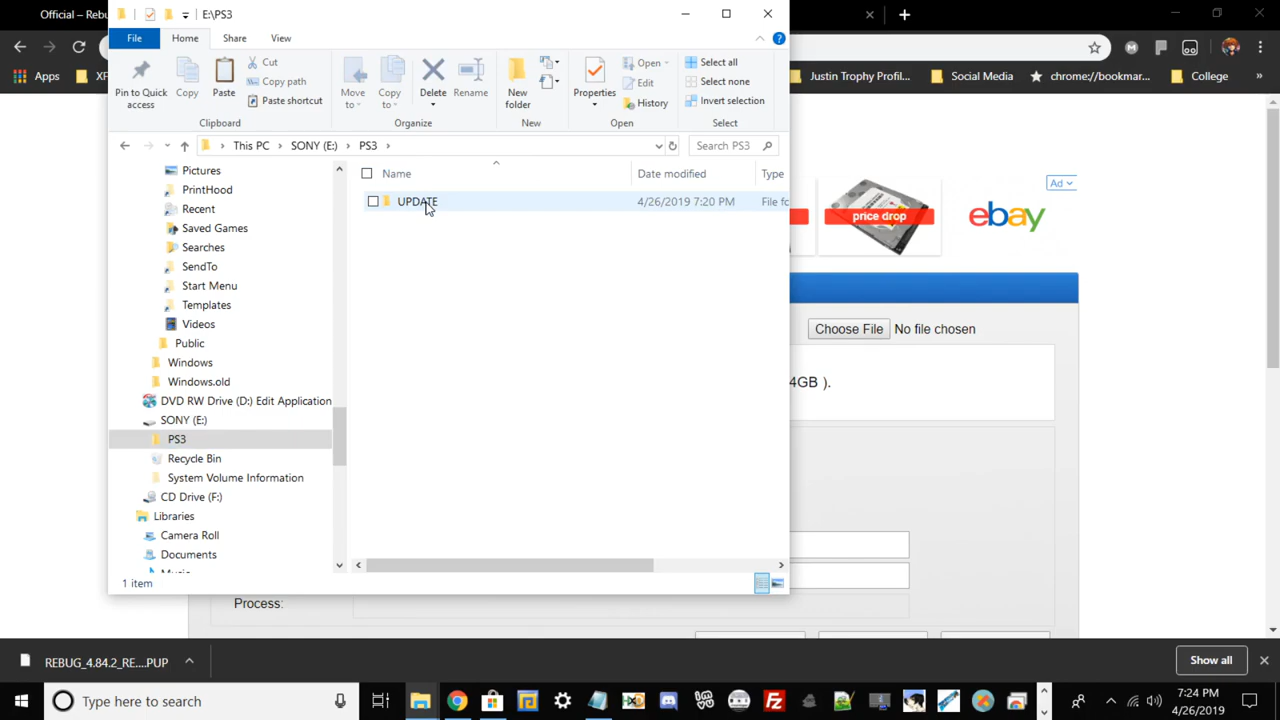 Official – Rebu
E:\PS3
File Home Share View
Pin to Quick access
Copy
Paste
Cut
Copy path
Paste shortcut
Clipboard
Move to
Copy to
Delete
Rename
Organize
New folder
New
Properties
Open
Edit
History
Open
Select all
Select none
Invert selection
Select
This PC > SONY (E:) > PS3 >
Search PS3
Apps
XP
Justin Trophy Profil...
Social Media
chrome://bookmar...
College
»
Name Date modified Type
UPDATE 4/26/2019 7:20 PM File fo
Pictures
PrintHood
Recent
Saved Games
Searches
SendTo
Start Menu
Templates
Videos
Public
Windows
Windows.old
DVD RW Drive (D:) Edit Application
SONY (E:)
PS3
Recycle Bin
System Volume Information
CD Drive (F:)
Libraries
Camera Roll
Documents
Music
1 item
Ad
price drop
ebay
Choose File No file chosen
4GB ).
Process:
REBUG_4.84.2_RE....PUP
Show all
Type here to search
7:24 PM
4/26/2019